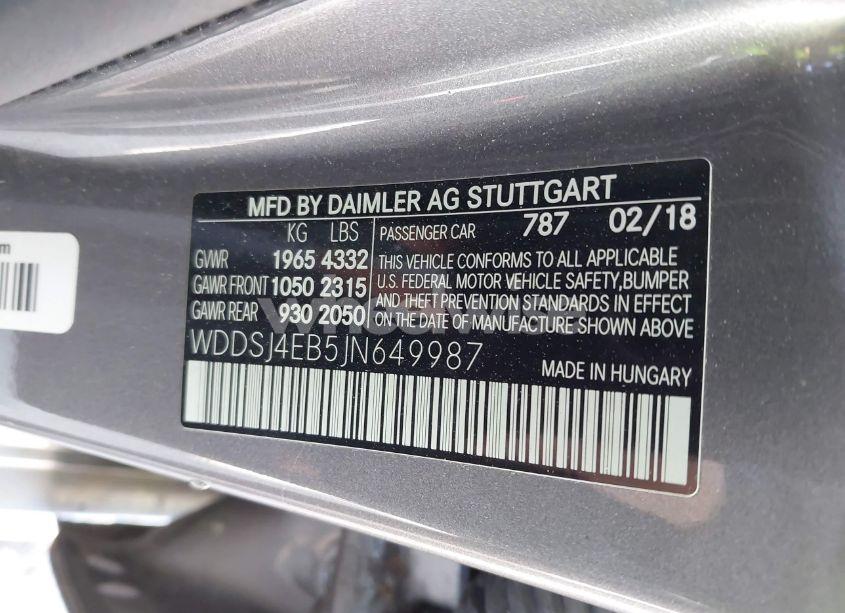 MFD BY DAIMLER AG STUTTGART
KG LBS
GVWR 1965 4332
GAWR FRONT 1050 2315
GAWR REAR 930 2050
PASSENGER CAR 787 02/18
THIS VEHICLE CONFORMS TO ALL APPLICABLE
U.S. FEDERAL MOTOR VEHICLE SAFETY,BUMPER
AND THEFT PREVENTION STANDARDS IN EFFECT
ON THE DATE OF MANUFACTURE SHOWN ABOVE
WDDSJ4EB5JN649987
MADE IN HUNGARY